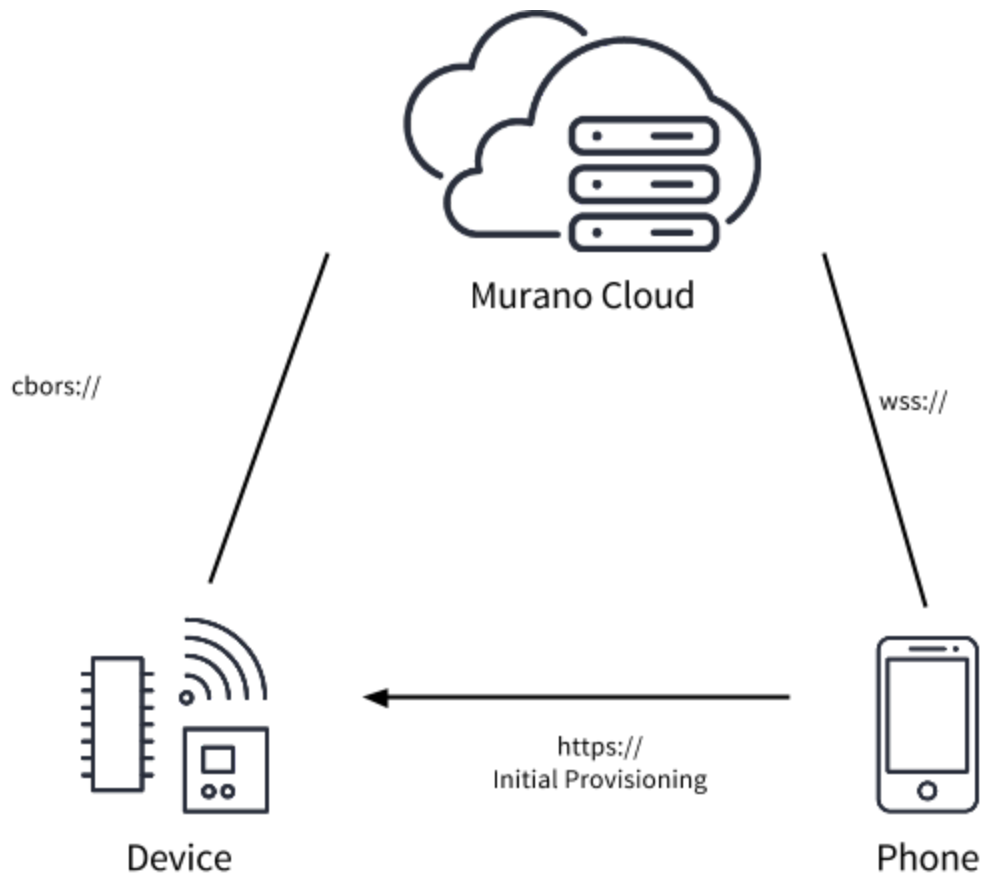 Murano Cloud
cbors://
wss://
https://
Initial Provisioning
Device
Phone